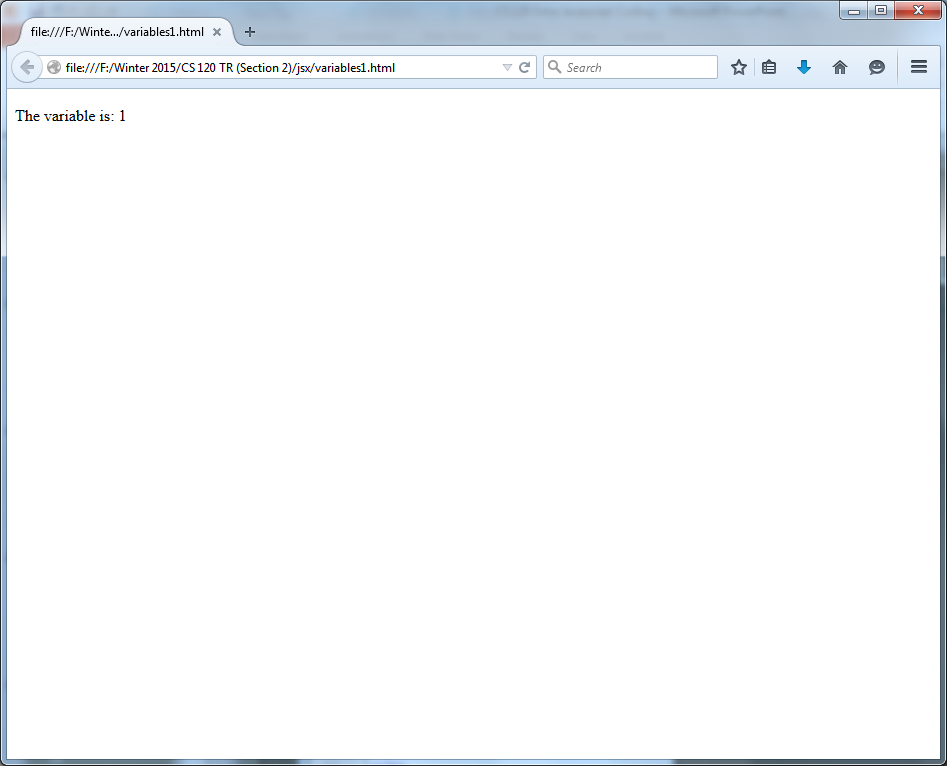 file:///F:/Winte.../variables1.html
file:///F:/Winter 2015/CS 120 TR (Section 2)/jsx/variables1.html
Search
The variable is: 1